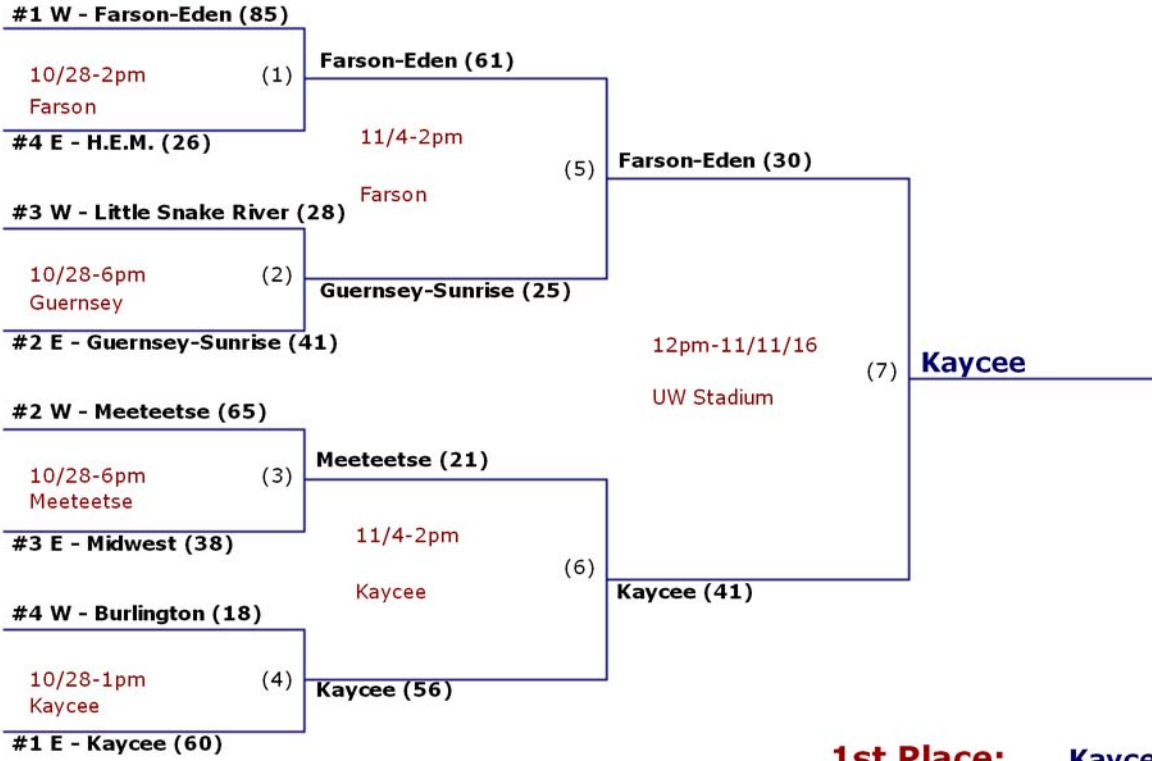 #1 W - Farson-Eden (85)
10/28-2pm
(1)
Farson
#4 E - H.E.M. (26)
Farson-Eden (61)
11/4-2pm
(5)
Farson
#3 W - Little Snake River (28)
10/28-6pm
(2)
Guernsey
#2 E - Guernsey-Sunrise (41)
Guernsey-Sunrise (25)
Farson-Eden (30)
12pm-11/11/16
(7)
UW Stadium
Kaycee
#2 W - Meeteetse (65)
10/28-6pm
(3)
Meeteetse
#3 E - Midwest (38)
Meeteetse (21)
11/4-2pm
(6)
Kaycee
Kaycee (41)
#4 W - Burlington (18)
10/28-1pm
(4)
Kaycee
#1 E - Kaycee (60)
Kaycee (56)
1st Place: Kayce